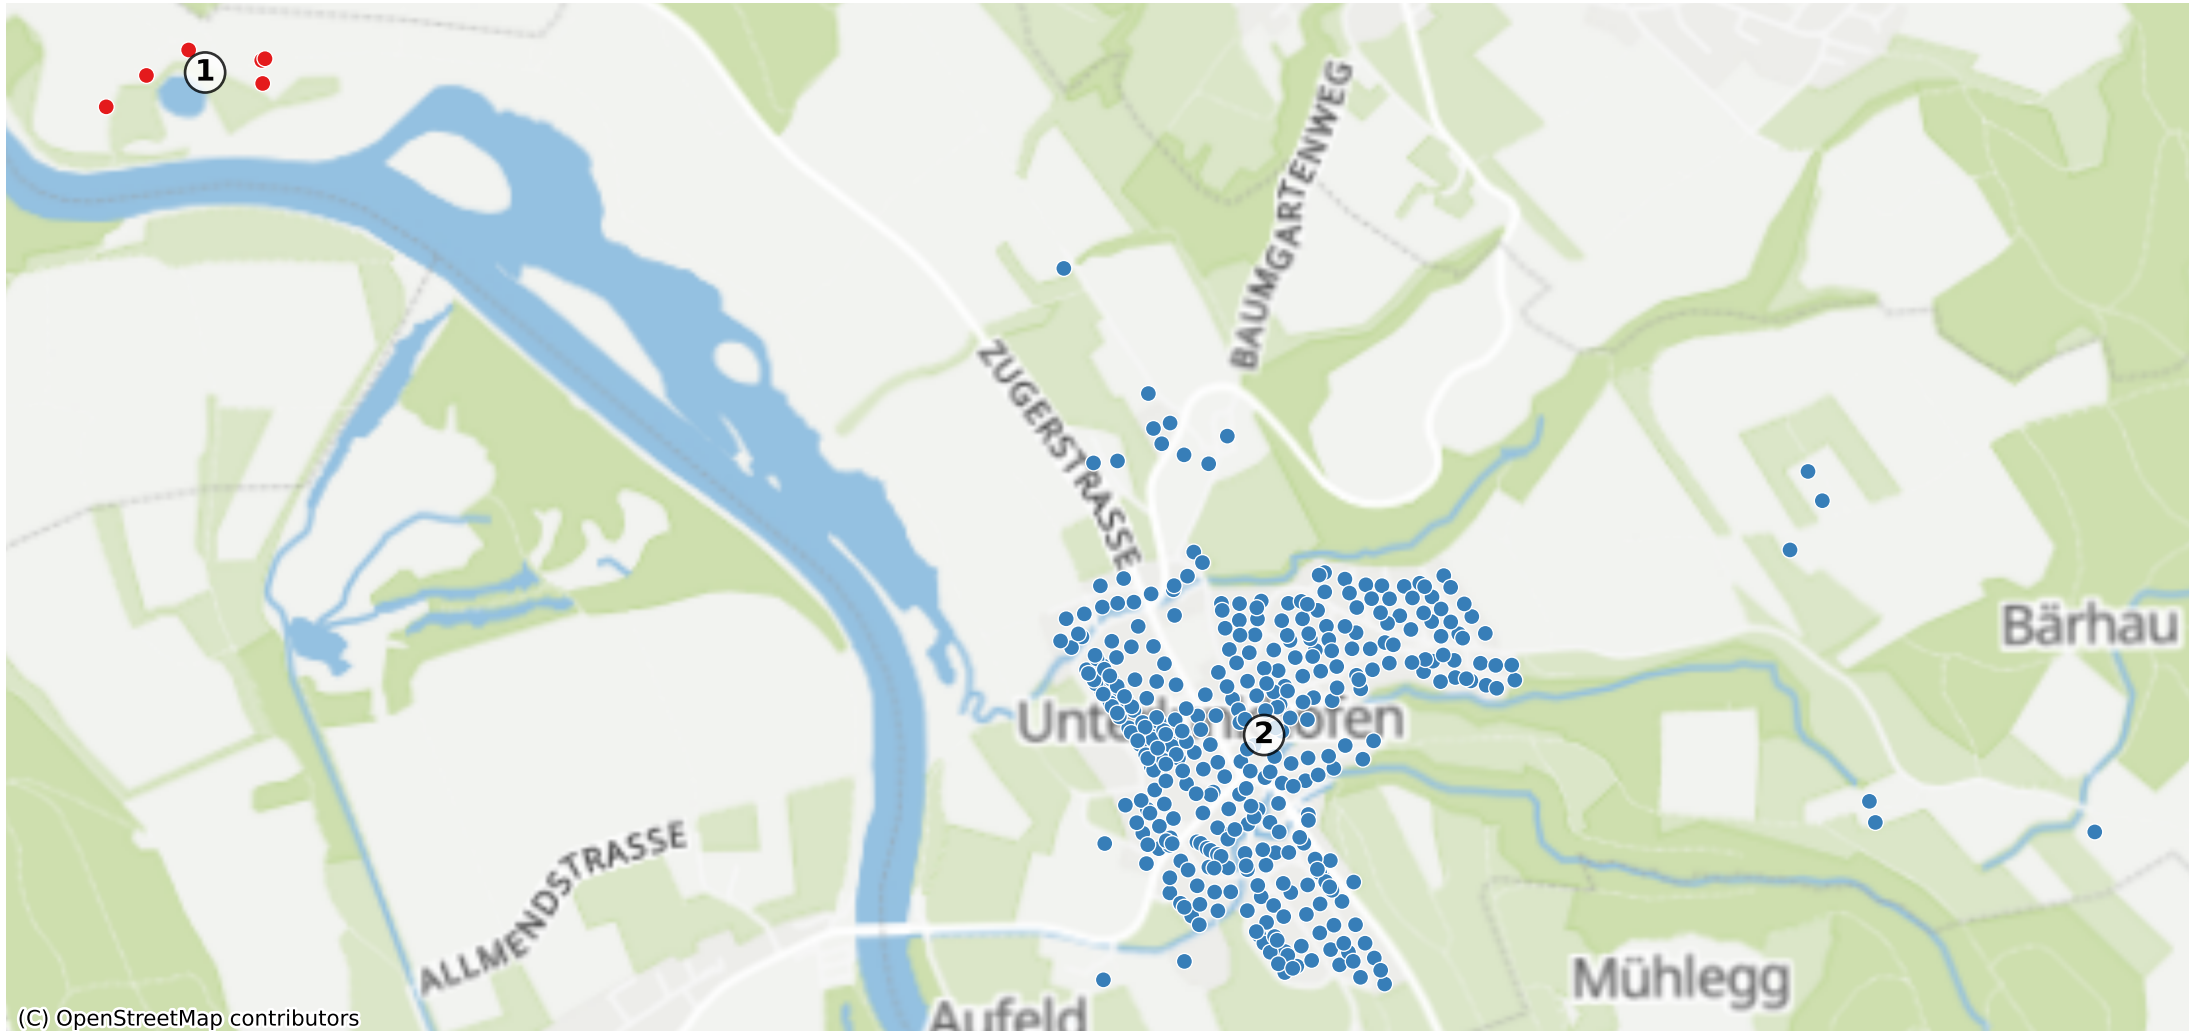 1
BAUMGARTENWEG
ZUGERSTRASSE
Bärhau
2
ALLMENDSTRASSE
Mühlegg
Aufeld
(C) OpenStreetMap contributors